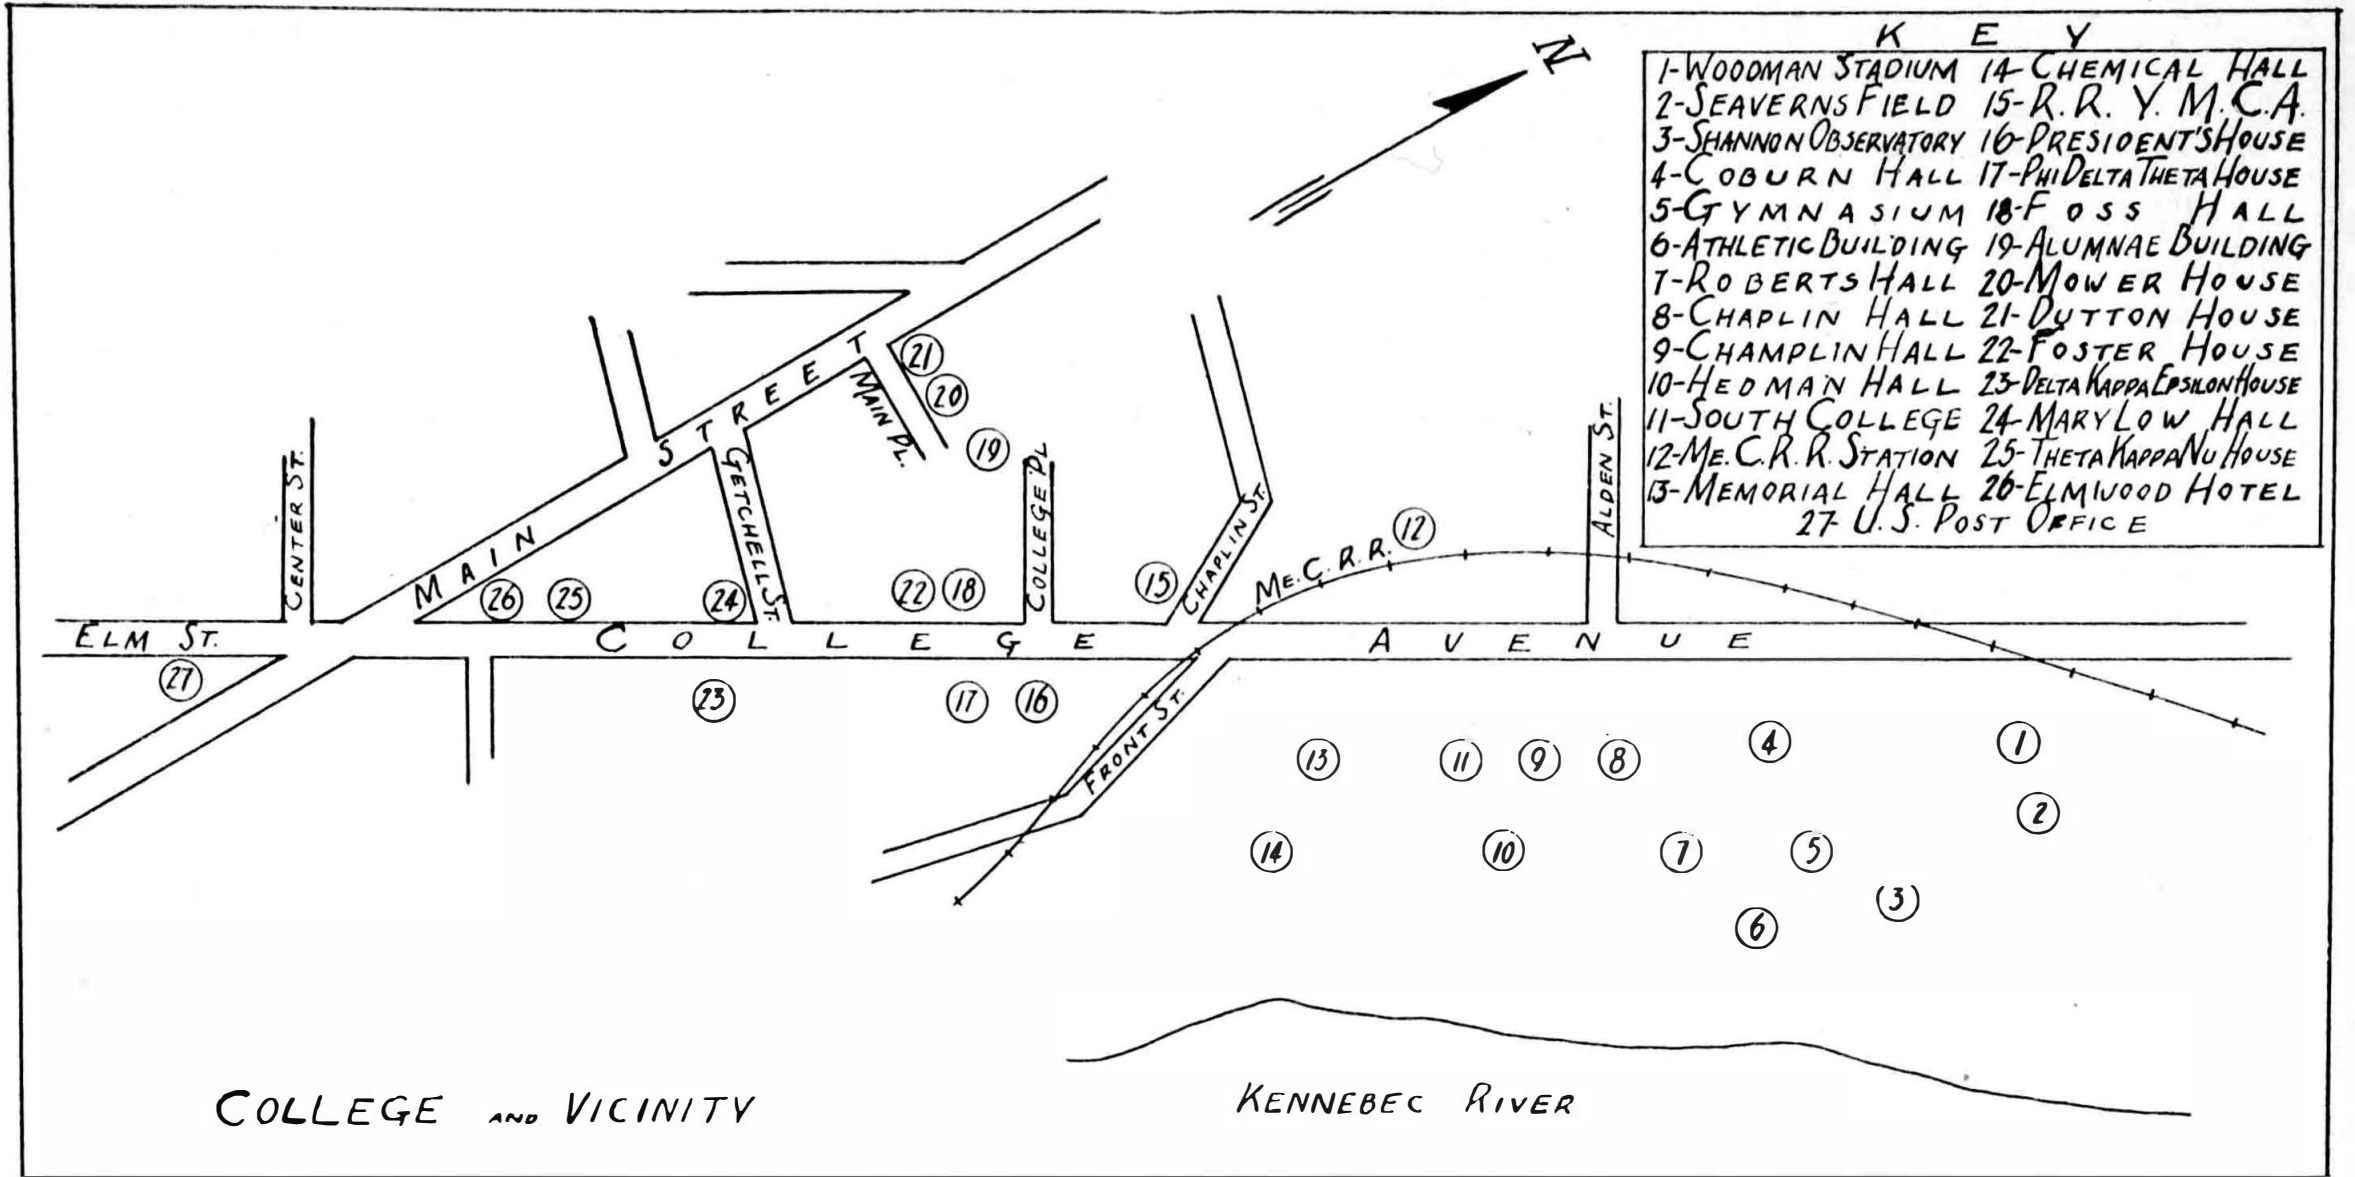 N
K E Y
1-WOODMAN STADIUM 14-CHEMICAL HALL
2-SEAVERNS FIELD 15-R.R. Y. M.C.A.
3-SHANNON OBSERVATORY 16-PRESIDENT'S HOUSE
4-COBURN HALL 17-PHI DELTA THETA HOUSE
5-GYMNASIUM 18-FOSS HALL
6-ATHLETIC BUILDING 19-ALUMNAE BUILDING
7-ROBERTS HALL 20-MOWER HOUSE
8-CHAPLIN HALL 21-DUTTON HOUSE
9-CHAMPLIN HALL 22-FOSTER HOUSE
10-HEDMAN HALL 23-DELTA KAPPA EPSILON HOUSE
11-SOUTH COLLEGE 24-MARY LOW HALL
12-ME.C.R.R. STATION 25-THETA KAPPA NU HOUSE
13-MEMORIAL HALL 26-ELMWOOD HOTEL
27-U.S. POST OFFICE
MAIN STREET
21
20
MAIN PL.
19
CENTER ST.
GETCHELL ST.
COLLEGE PL
CHAPLIN ST.
ALDEN ST.
ME.C.R.R.
12
26
25
24
22
18
15
ELM ST.
COLLEGE AVENUE
27
23
17
16
FRONT ST.
13
11
9
8
4
1
2
14
10
7
5
3
6
COLLEGE AND VICINITY
KENNEBEC RIVER